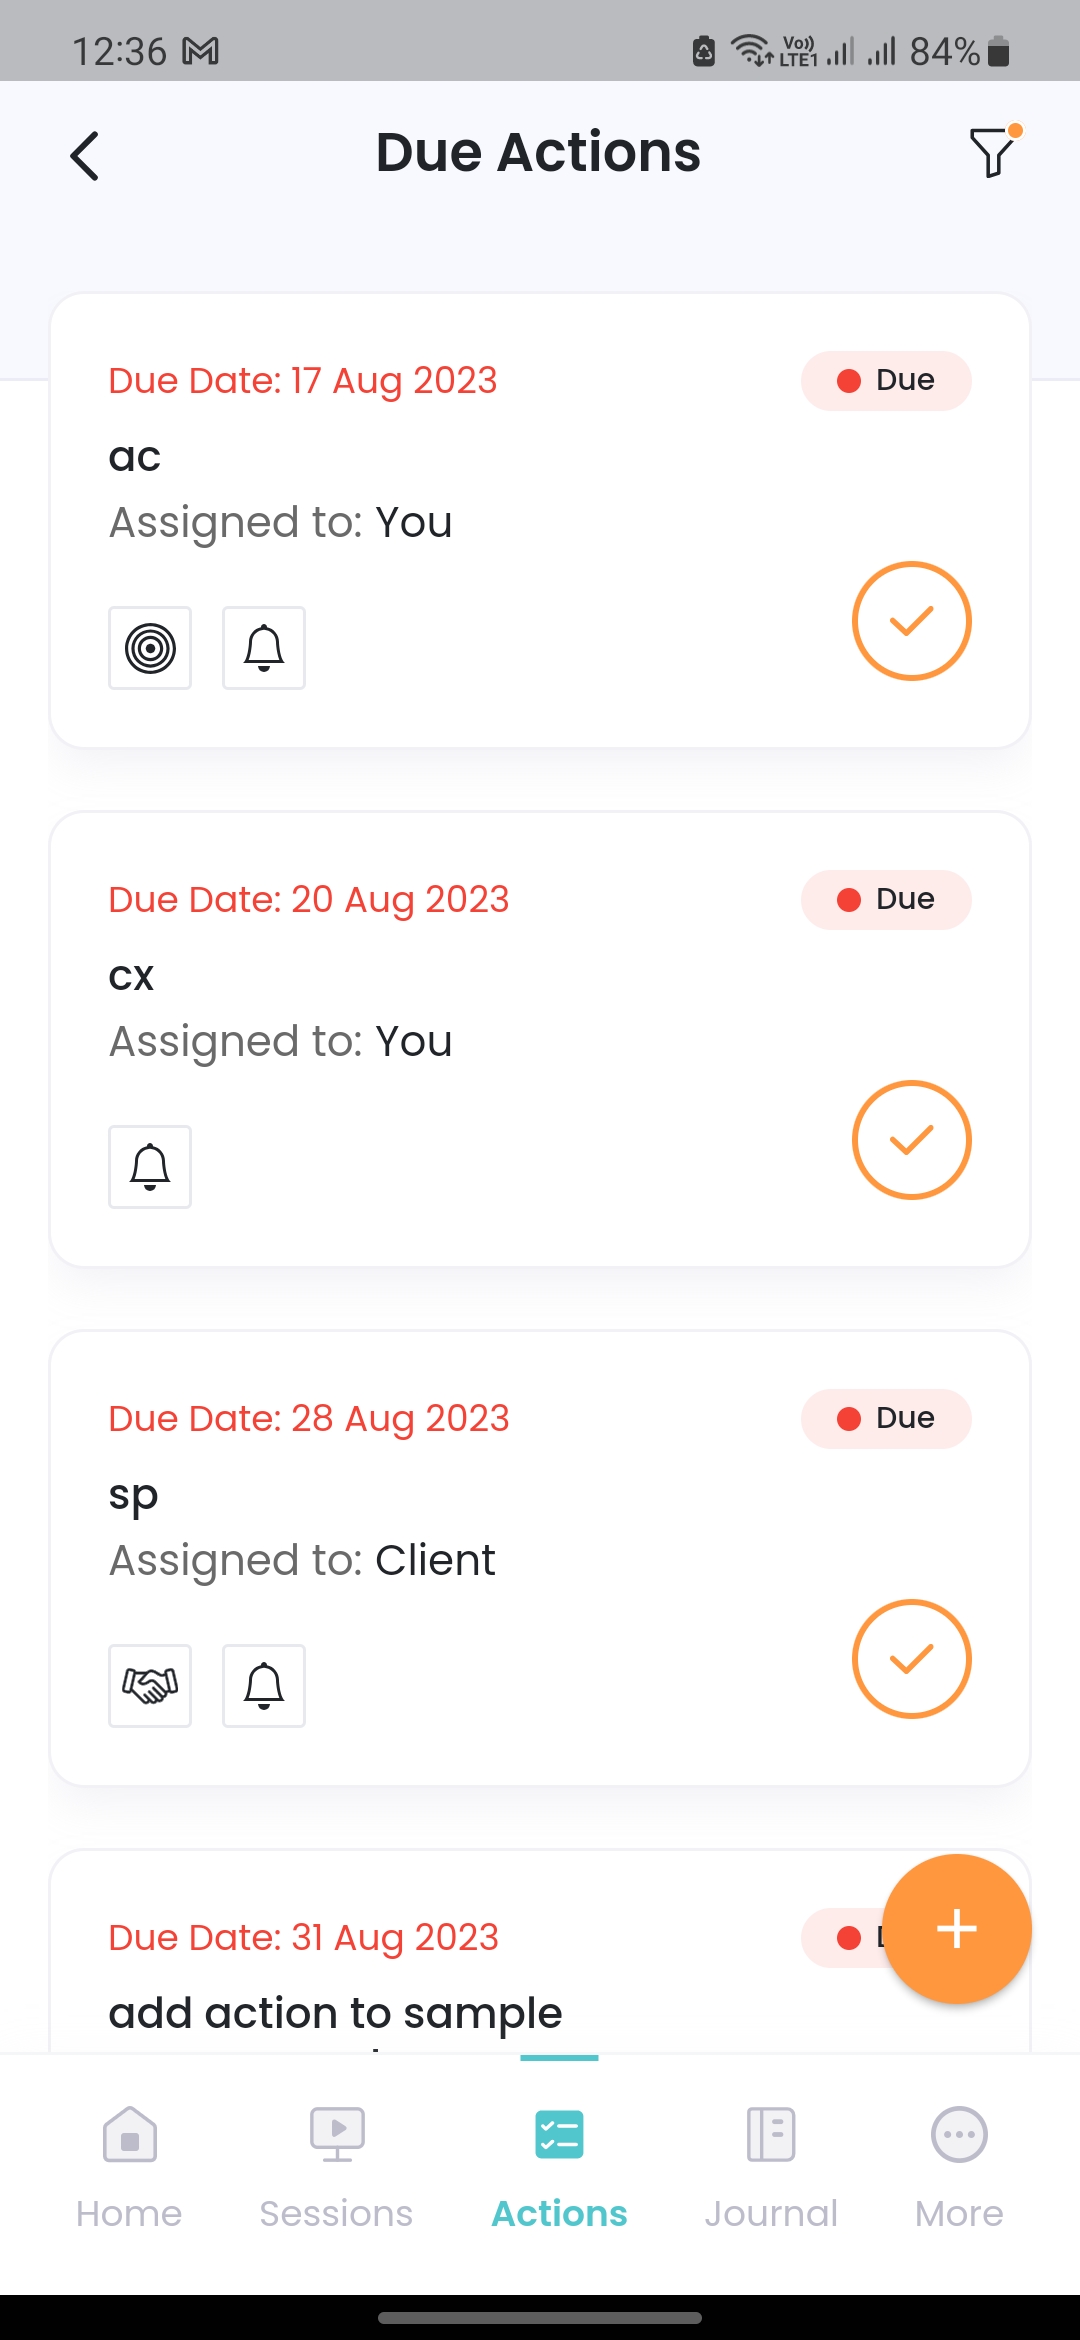 12:36
Vo)) LTE1 84%
Due Actions
Due Date: 17 Aug 2023 Due
ac
Assigned to: You
Due Date: 20 Aug 2023 Due
cx
Assigned to: You
Due Date: 28 Aug 2023 Due
sp
Assigned to: Client
Due Date: 31 Aug 2023
add action to sample
Home Sessions Actions Journal More